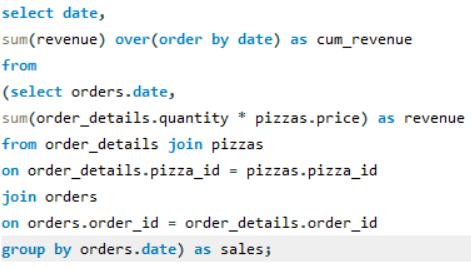 select date,
sum(revenue) over(order by date) as cum_revenue
from
(select orders.date,
sum(order_details.quantity * pizzas.price) as revenue
from order_details join pizzas
on order_details.pizza_id = pizzas.pizza_id
join orders
on orders.order_id = order_details.order_id
group by orders.date) as sales;